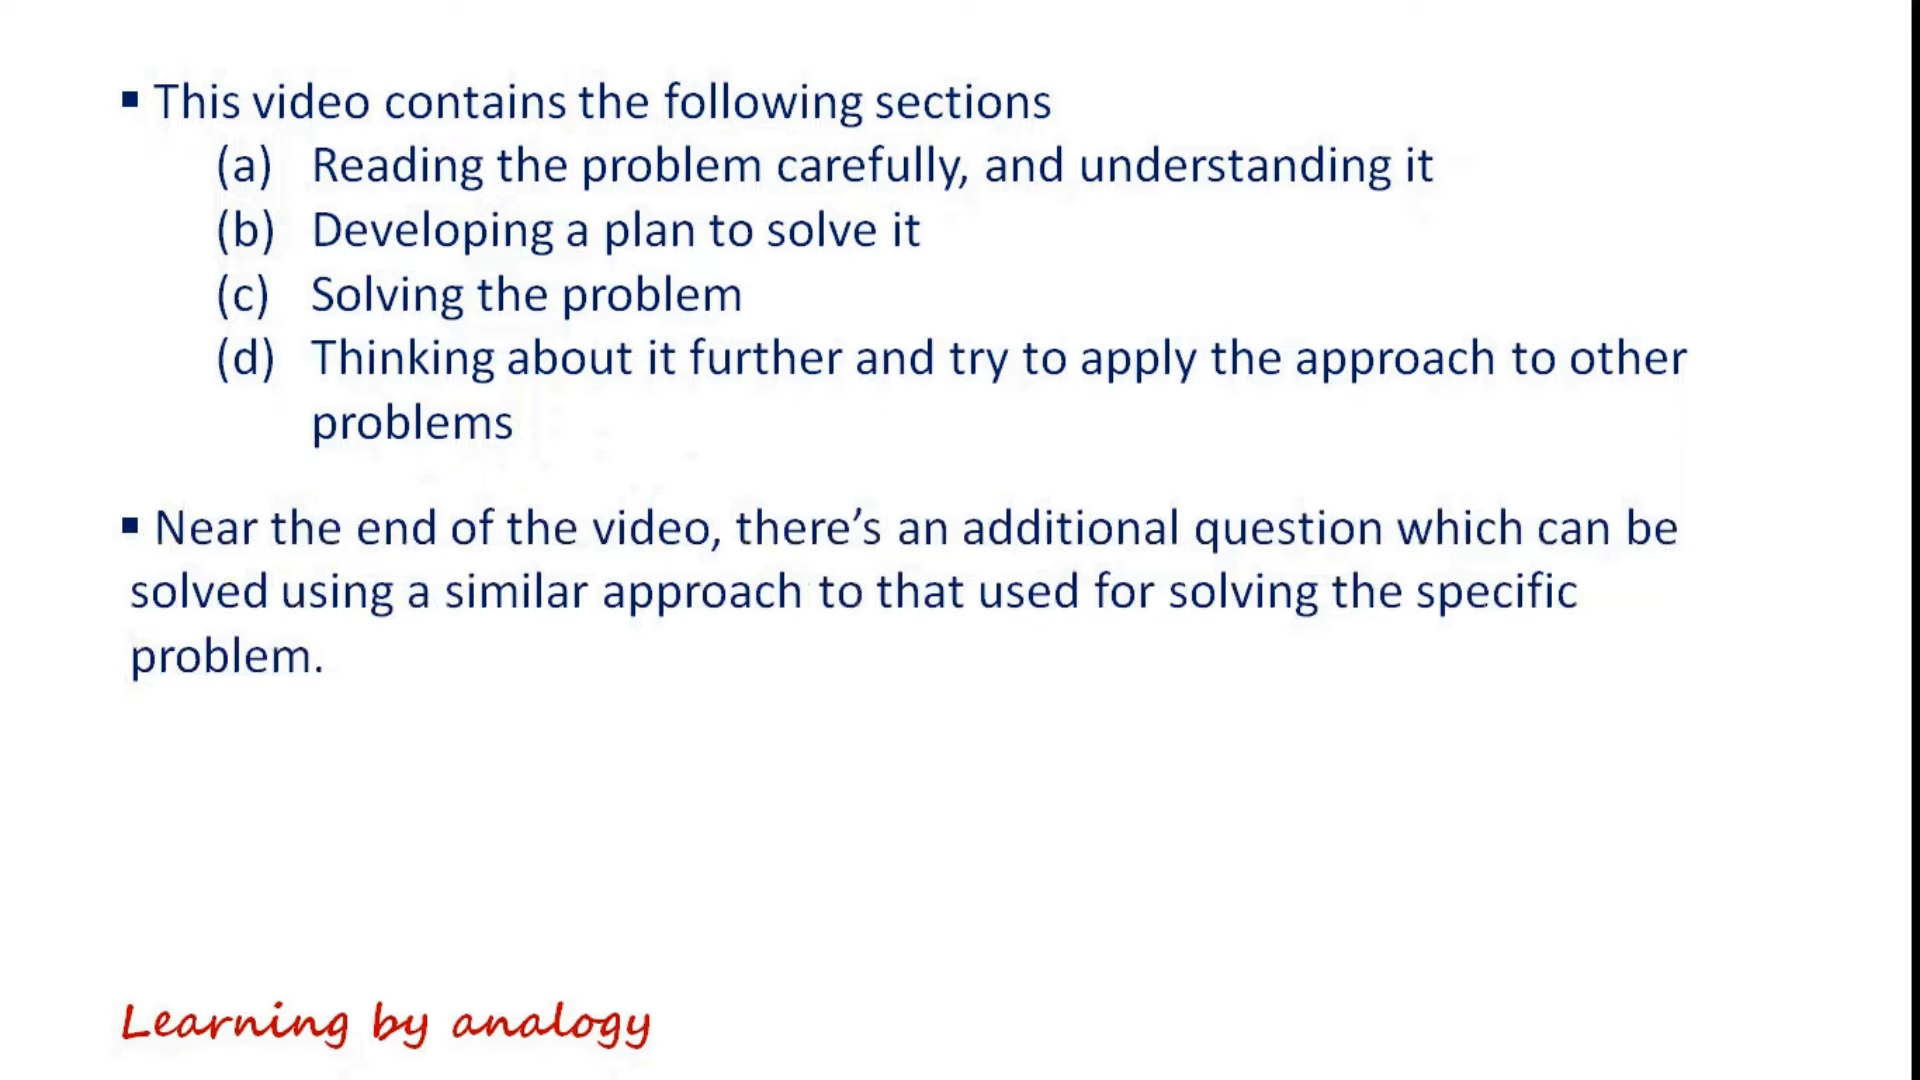 ▪ This video contains the following sections
(a) Reading the problem carefully, and understanding it
(b) Developing a plan to solve it
(c) Solving the problem
(d) Thinking about it further and try to apply the approach to other
problems
▪ Near the end of the video, there’s an additional question which can be
solved using a similar approach to that used for solving the specific
problem.
Learning by analogy